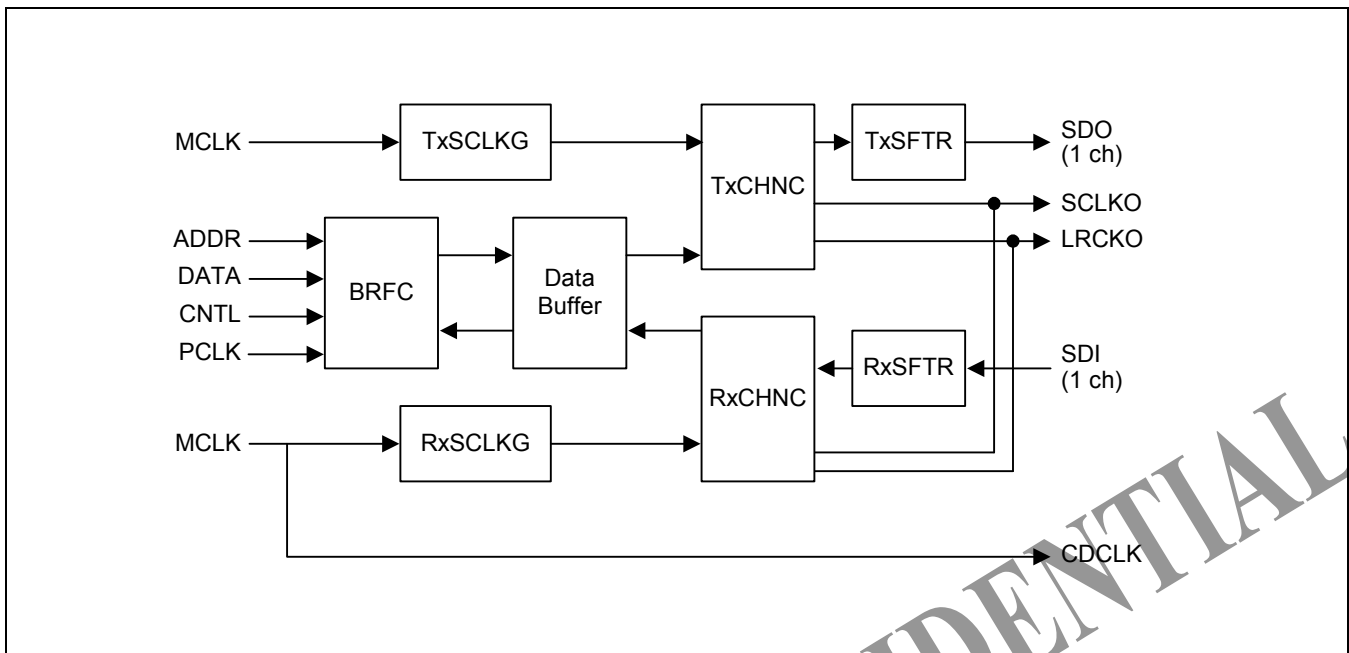 MCLK
TxSCLKG
TxCHNC
TxSFTR
SDO
(1 ch)
SCLKO
LRCKO
ADDR
DATA
CNTL
PCLK
BRFC
Data
Buffer
RxCHNC
RxSFTR
SDI
(1 ch)
MCLK
RxSCLKG
CDCLK
IDENTIAL